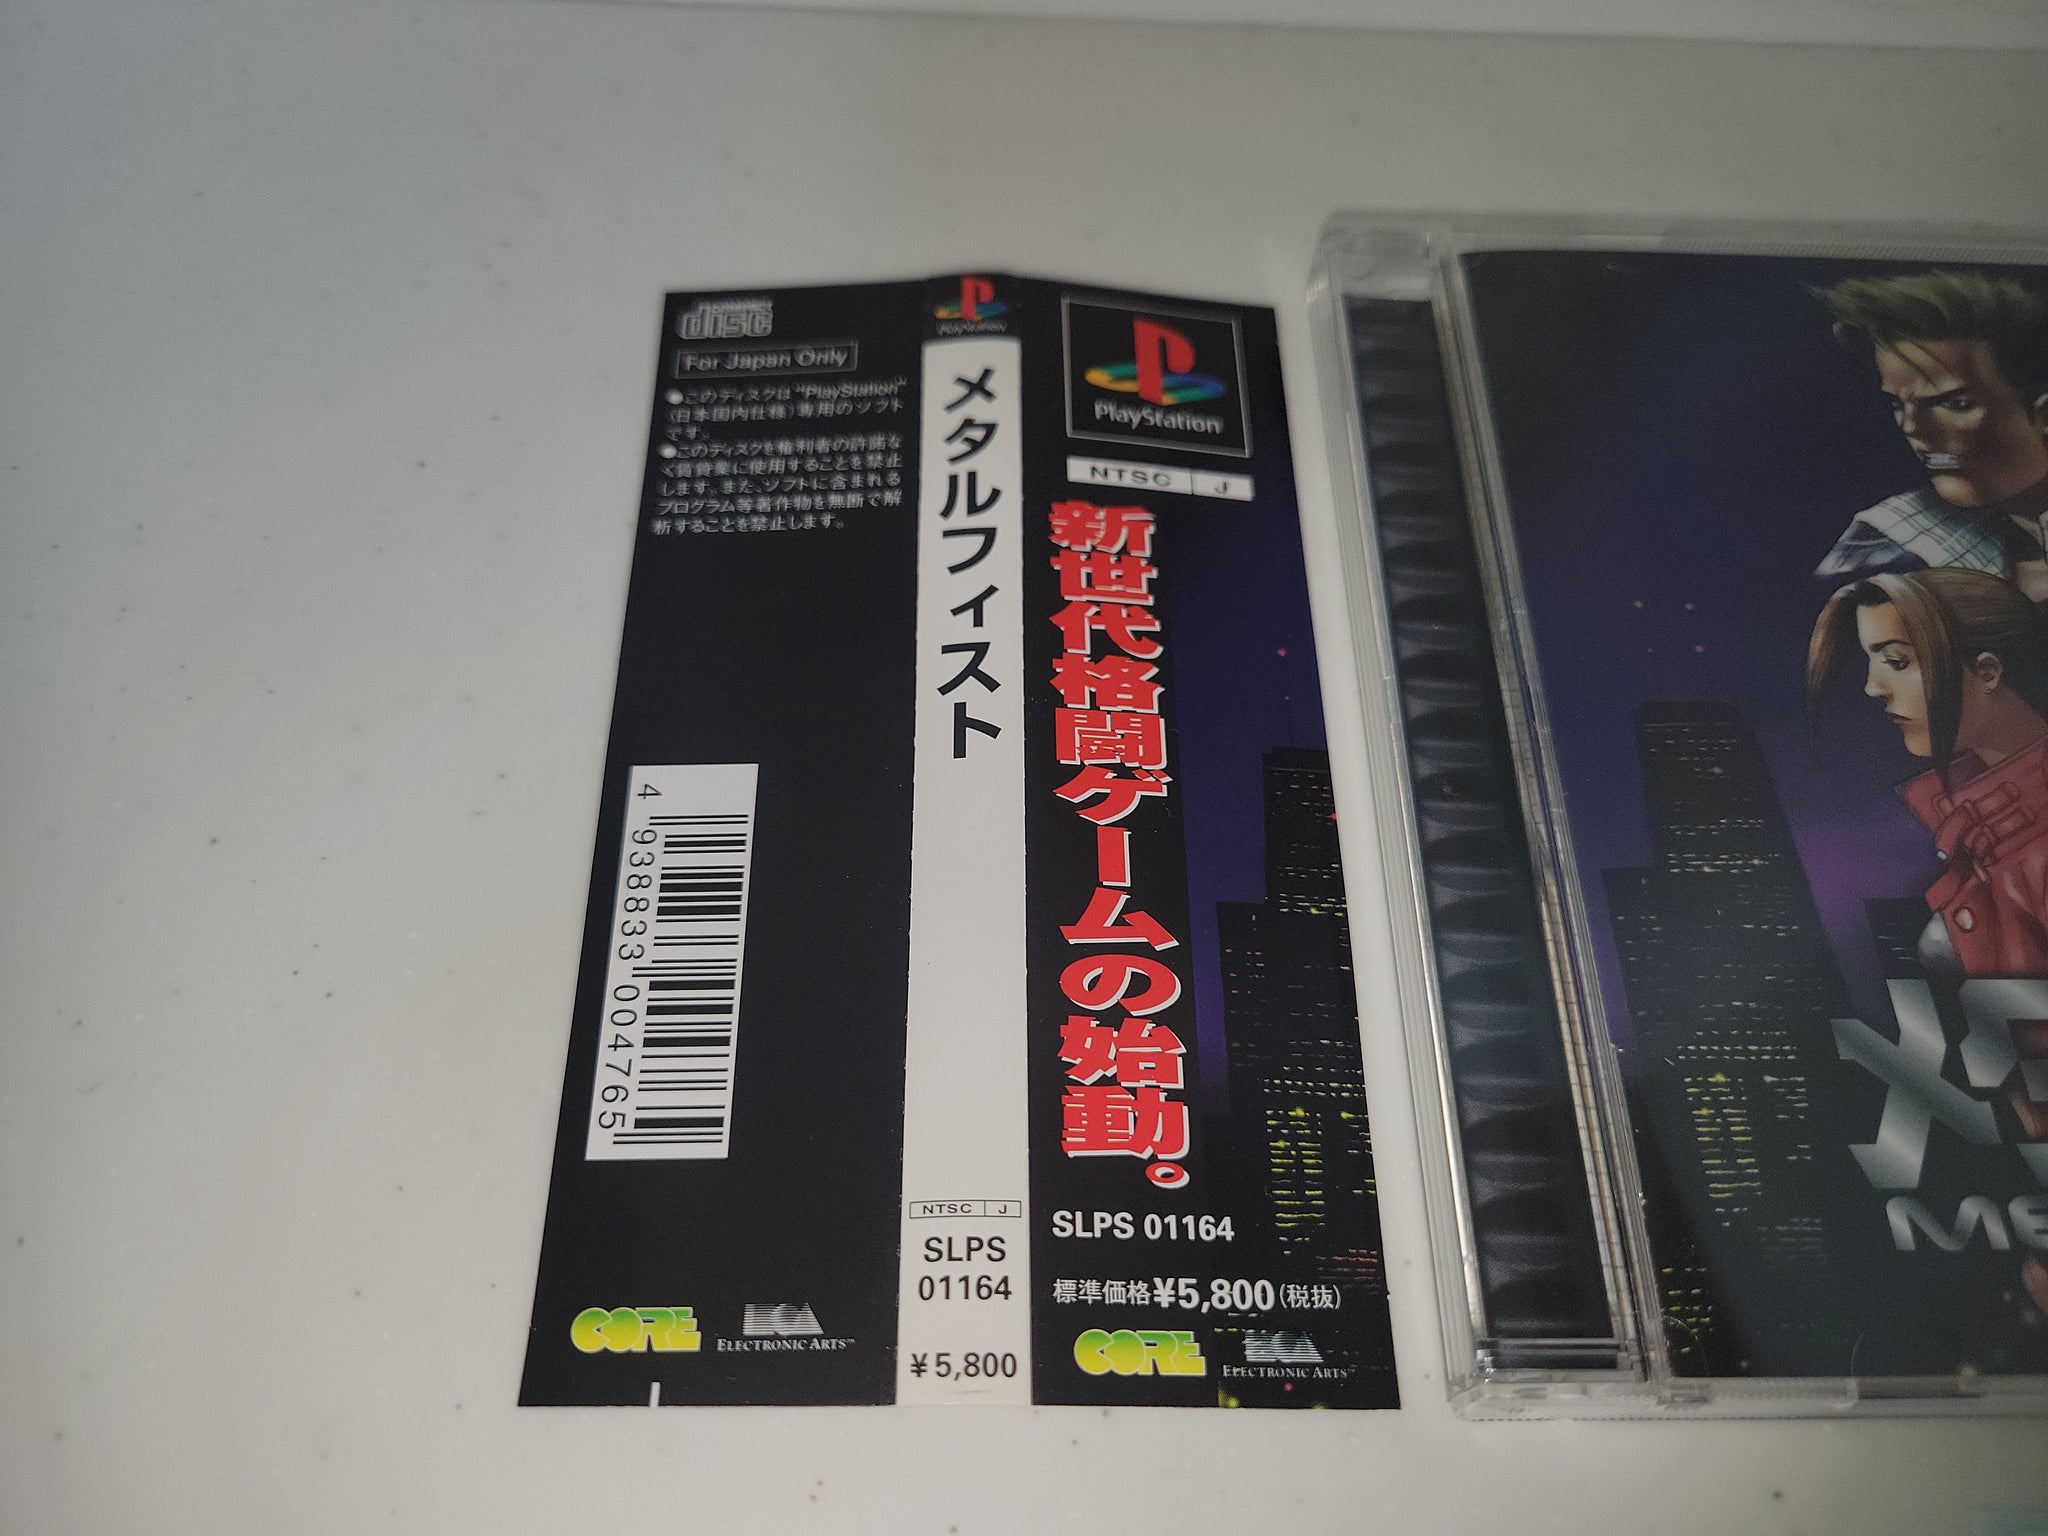 disc
For Japan Only
●このディスクは"PlayStation"
(日本国内仕様)専用のソフト
です。
●このディスクを権利者の許諾な
く賃貸業に使用することを禁止
します。また、ソフトに含まれる
プログラム等著作物を無断で解
析することを禁止します。
4 938833 004765
CORE
ELECTRONIC ARTS™
PlayStation
メタルフィスト
NTSC J
SLPS
01164
¥5,800
PlayStation
NTSC J
新世代格闘ゲームの始動。
SLPS 01164
標準価格¥5,800(税抜)
CORE
ELECTRONIC ARTS™